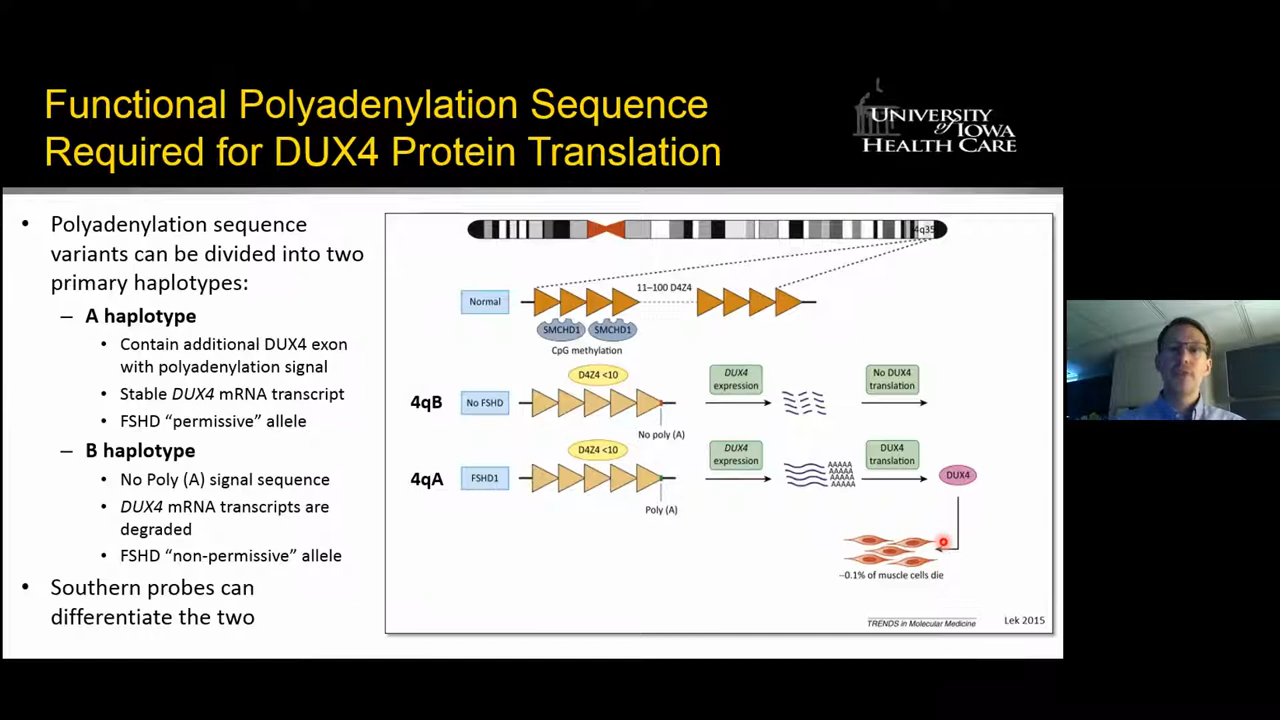 Functional Polyadenylation Sequence
Required for DUX4 Protein Translation
UNIVERSITY
of IOWA
HEALTH CARE
• Polyadenylation sequence
variants can be divided into two
primary haplotypes:
– A haplotype
• Contain additional DUX4 exon
with polyadenylation signal
• Stable DUX4 mRNA transcript
• FSHD “permissive” allele
– B haplotype
• No Poly (A) signal sequence
• DUX4 mRNA transcripts are
degraded
• FSHD “non-permissive” allele
• Southern probes can
differentiate the two
4q35
11–100 D4Z4
Normal
SMCHD1 SMCHD1
CpG methylation
D4Z4 <10
DUX4
expression
No DUX4
translation
4qB
No FSHD
No poly (A)
D4Z4 <10
DUX4
expression
AAAAA
AAAAA
AAAAA
AAAAA
DUX4
translation
4qA
FSHD1
DUX4
Poly (A)
~0.1% of muscle cells die
TRENDS in Molecular Medicine
Lek 2015